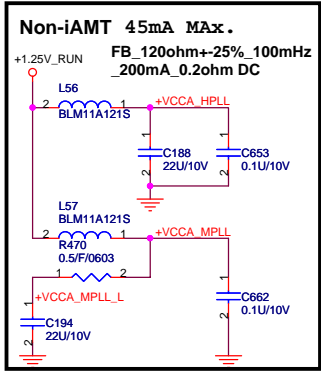 Non-iAMT 45mA MAx.
FB_120ohm+-25%_100mHz
_200mA_0.2ohm DC
+1.25V_RUN
L56
2 1
BLM11A121S
+VCCA_HPLL
1 1
C188
22U/10V
C653
0.1U/10V
2 2
L57
BLM11A121S
2 1
+VCCA_MPLL
R470
0.5/F/0603
1 2
+VCCA_MPLL_L
1 1
C194
22U/10V
C662
0.1U/10V
2 2